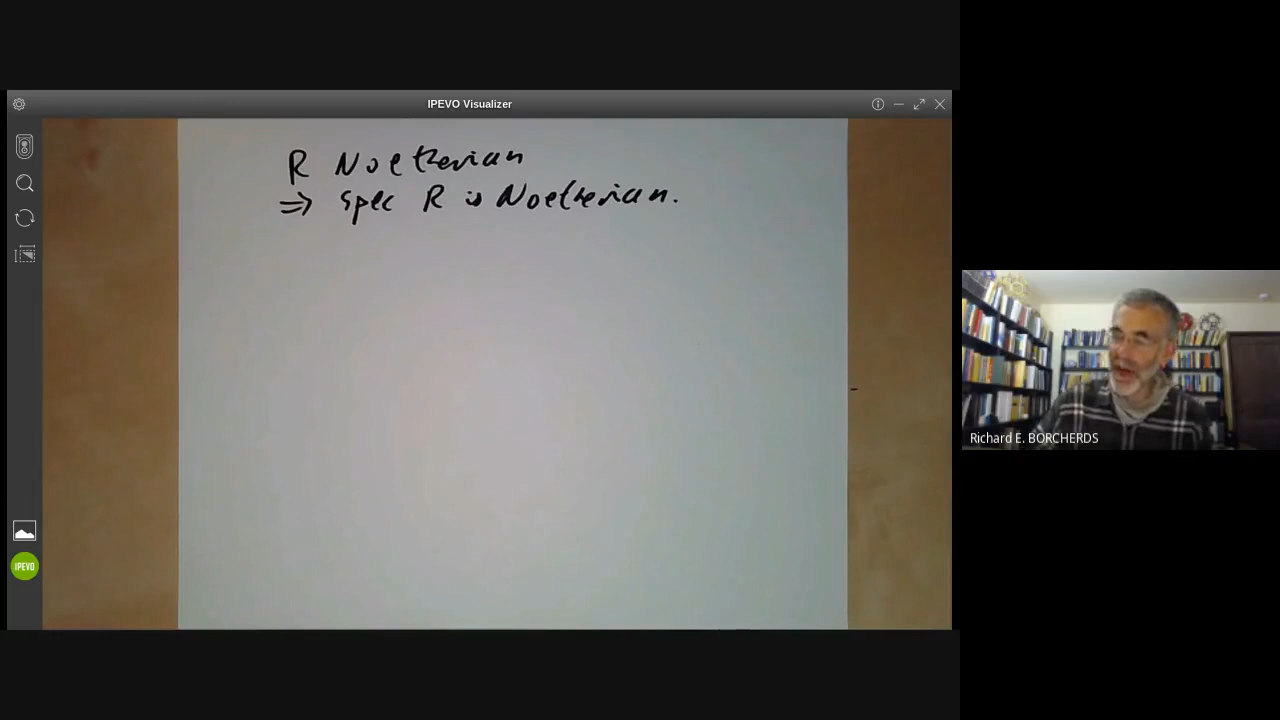 IPEVO Visualizer
R Noetherian
⇒ spec R is Noetherian.
IPEVO
Richard E. BORCHERDS